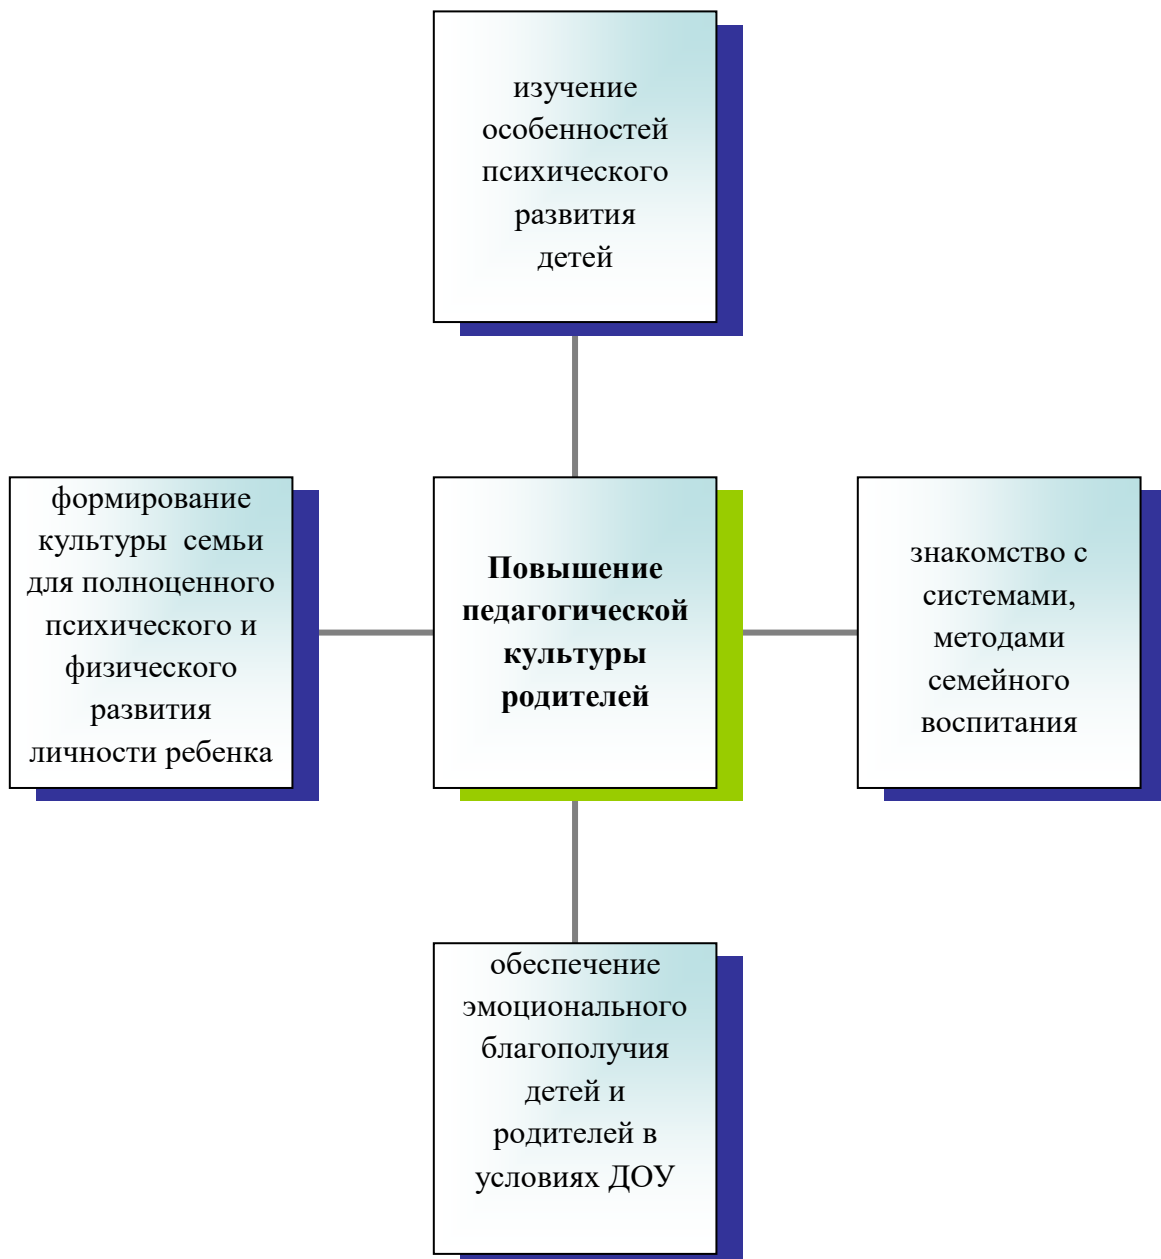 изучение
особенностей
психического
развития
детей
формирование
культуры  семьи
для полноценного
психического и
физического
развития
личности ребенка
Повышение
педагогической
культуры
родителей
знакомство с
системами,
методами
семейного
воспитания
обеспечение
эмоционального
благополучия
детей и
родителей в
условиях ДОУ